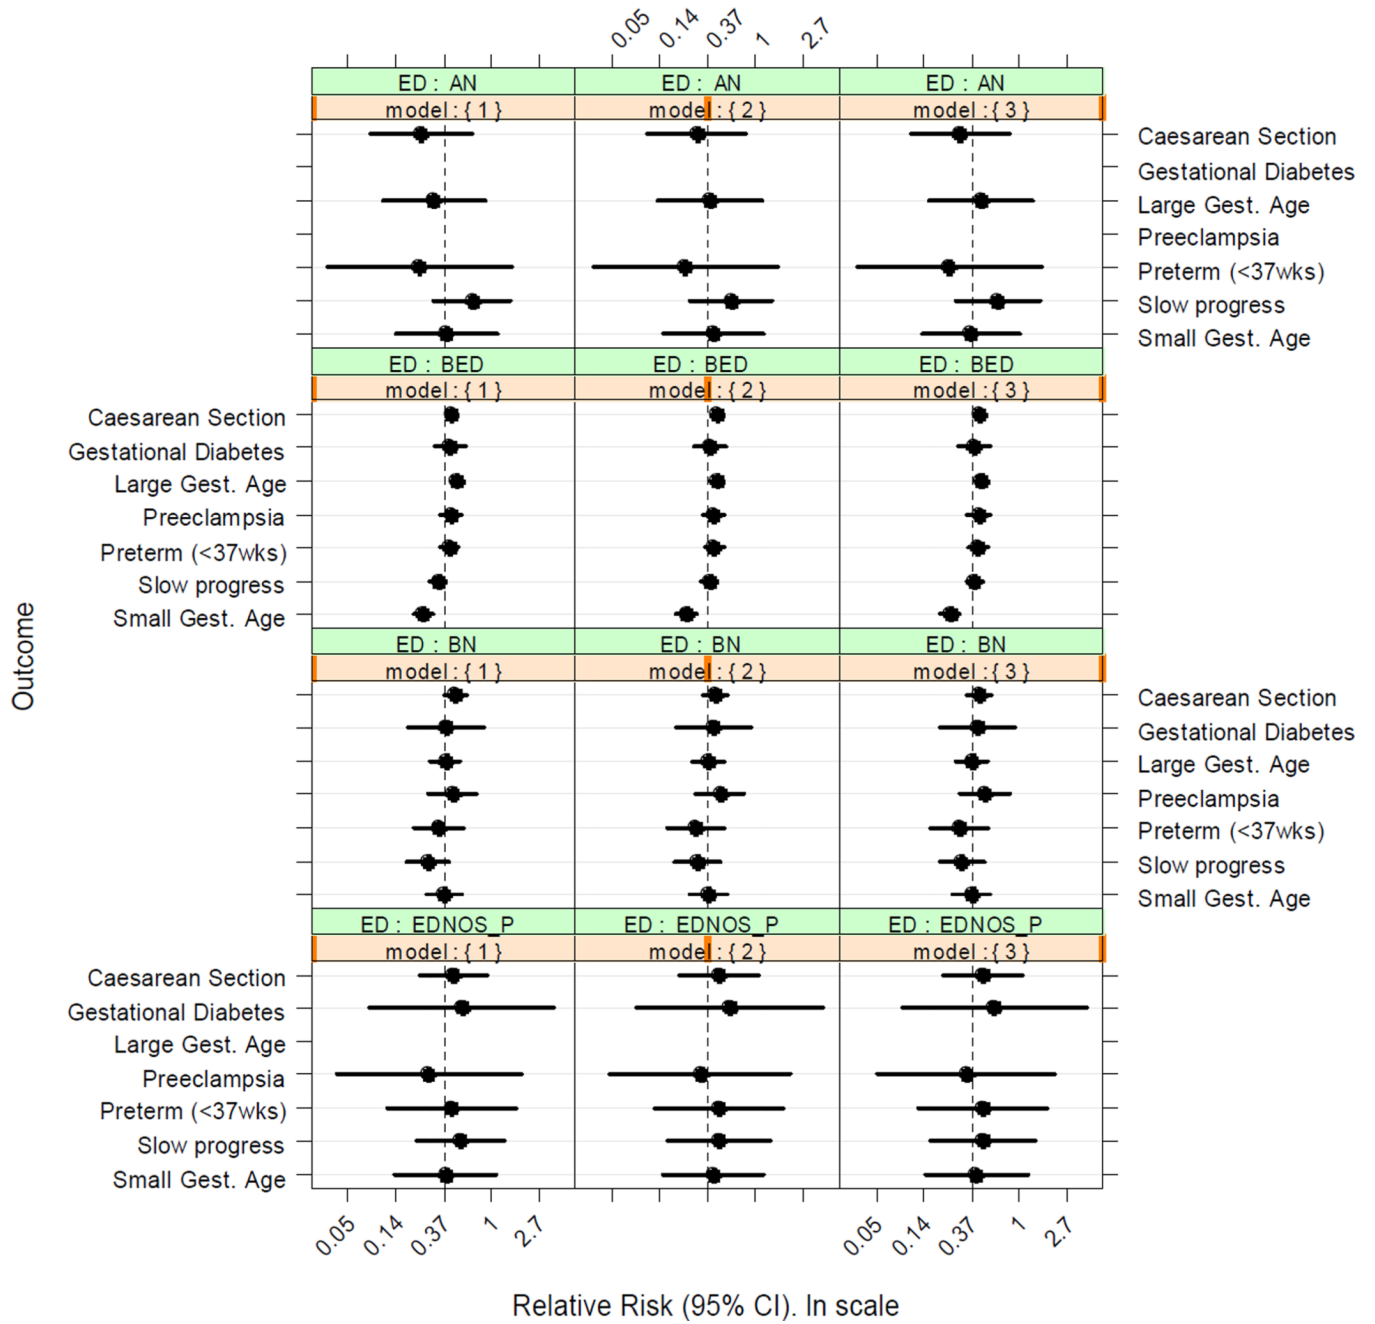 0.05 0.14 0.37 1 2.7
ED : AN ED : AN ED : AN
model : { 1 } model : { 2 } model : { 3 }
Caesarean Section
Gestational Diabetes
Large Gest. Age
Preeclampsia
Preterm (<37wks)
Slow progress
Small Gest. Age
ED : BED ED : BED ED : BED
model : { 1 } model : { 2 } model : { 3 }
Caesarean Section
Gestational Diabetes
Large Gest. Age
Preeclampsia
Preterm (<37wks)
Slow progress
Small Gest. Age
Outcome
ED : BN ED : BN ED : BN
model : { 1 } model : { 2 } model : { 3 }
Caesarean Section
Gestational Diabetes
Large Gest. Age
Preeclampsia
Preterm (<37wks)
Slow progress
Small Gest. Age
ED : EDNOS_P ED : EDNOS_P ED : EDNOS_P
model : { 1 } model : { 2 } model : { 3 }
Caesarean Section
Gestational Diabetes
Large Gest. Age
Preeclampsia
Preterm (<37wks)
Slow progress
Small Gest. Age
0.05 0.14 0.37 1 2.7 0.05 0.14 0.37 1 2.7
Relative Risk (95% CI). ln scale